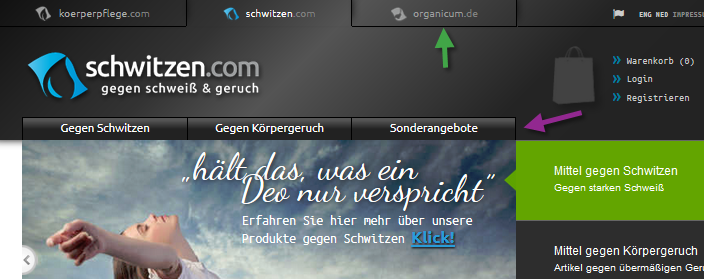 koerperpflege.com
schwitzen.com
organicum.de
ENG NED IMPRESSU
schwitzen.com
gegen schweiß & geruch
Warenkorb (0)
Login
Registrieren
Gegen Schwitzen
Gegen Körpergeruch
Sonderangebote
„hält das, was ein
Deo nur verspricht“
Erfahren Sie hier mehr über unsere
Produkte gegen Schwitzen Klick!
Mittel gegen Schwitzen
Gegen starken Schweiß
Mittel gegen Körpergeruch
Artikel gegen übermäßigen Ger